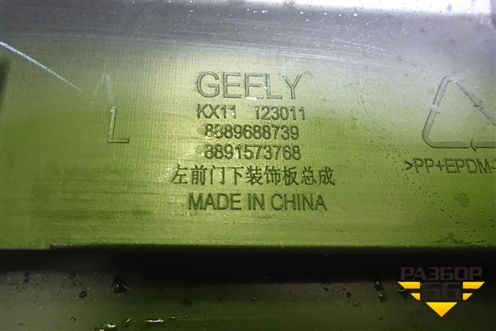 GEELY
KX11 123011
L
8889688739
8891573768
左前门下装饰板总成
MADE IN CHINA
>PP+EPDM-
РАЗБОР
66